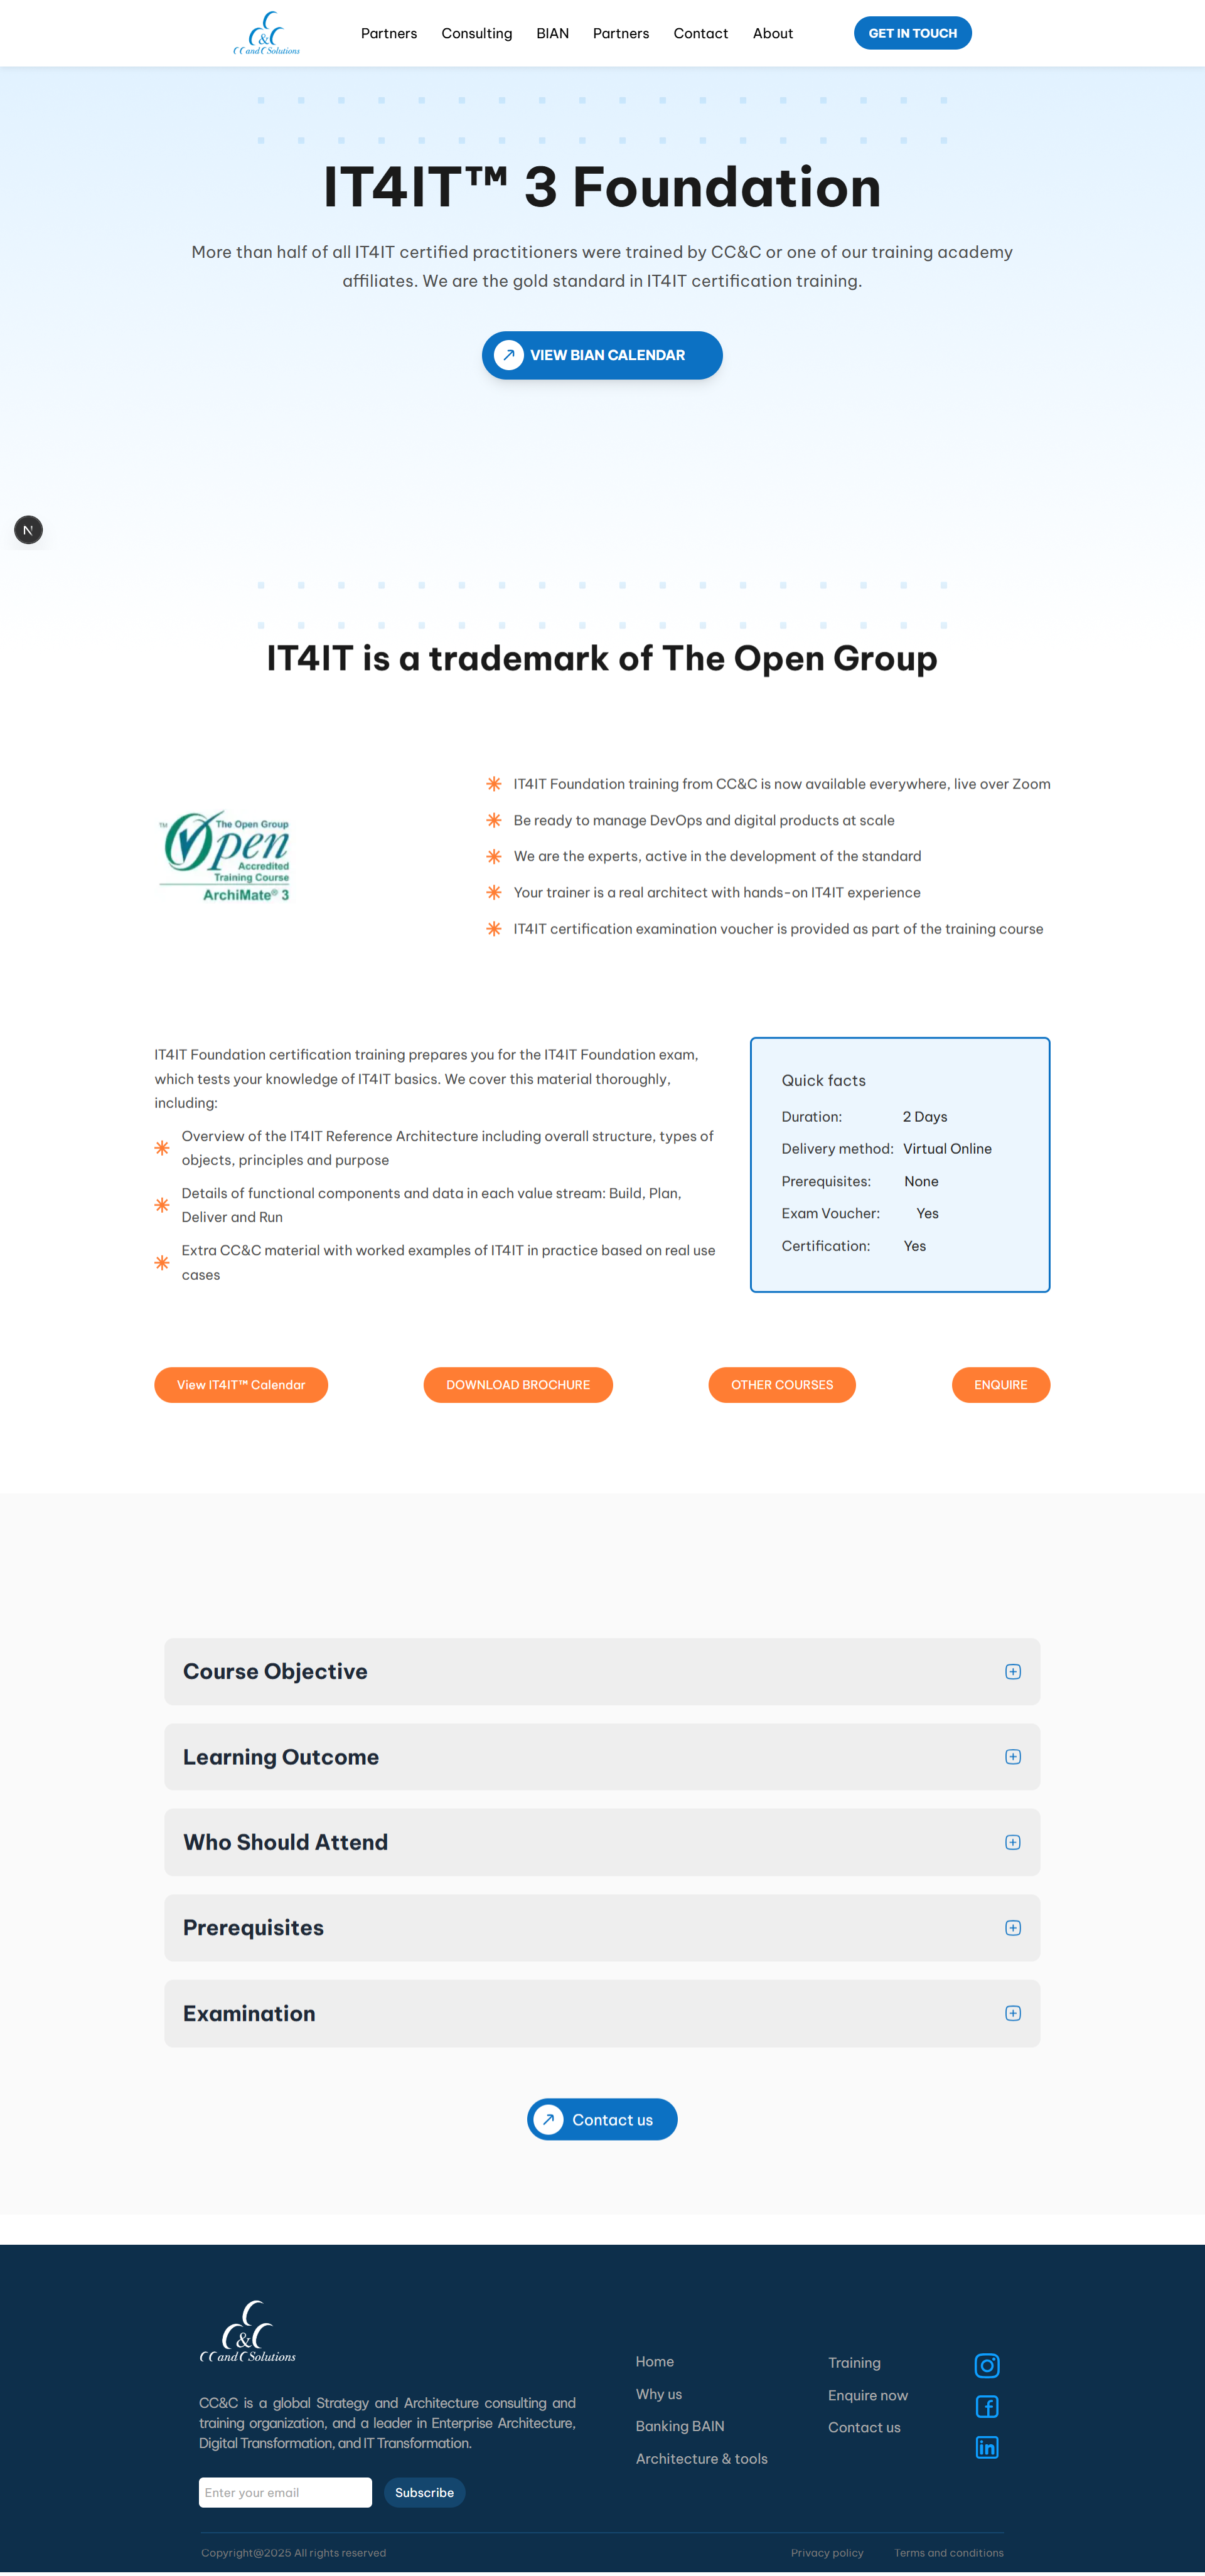 C&C
CC and C Solutions
Partners
Consulting
BIAN
Partners
Contact
About
GET IN TOUCH
IT4IT™ 3 Foundation
More than half of all IT4IT certified practitioners were trained by CC&C or one of our training academy
affiliates. We are the gold standard in IT4IT certification training.
VIEW BIAN CALENDAR
N
IT4IT is a trademark of The Open Group
TM The Open Group
Open
Accredited
Training Course
ArchiMate® 3
IT4IT Foundation training from CC&C is now available everywhere, live over Zoom
Be ready to manage DevOps and digital products at scale
We are the experts, active in the development of the standard
Your trainer is a real architect with hands-on IT4IT experience
IT4IT certification examination voucher is provided as part of the training course
IT4IT Foundation certification training prepares you for the IT4IT Foundation exam,
which tests your knowledge of IT4IT basics. We cover this material thoroughly,
including:
Overview of the IT4IT Reference Architecture including overall structure, types of
objects, principles and purpose
Details of functional components and data in each value stream: Build, Plan,
Deliver and Run
Extra CC&C material with worked examples of IT4IT in practice based on real use
cases
Quick facts
Duration: 2 Days
Delivery method: Virtual Online
Prerequisites: None
Exam Voucher: Yes
Certification: Yes
View IT4IT™ Calendar
DOWNLOAD BROCHURE
OTHER COURSES
ENQUIRE
Course Objective
Learning Outcome
Who Should Attend
Prerequisites
Examination
Contact us
C&C
CC and C Solutions
CC&C is a global Strategy and Architecture consulting and
training organization, and a leader in Enterprise Architecture,
Digital Transformation, and IT Transformation.
Enter your email
Subscribe
Home
Why us
Banking BAIN
Architecture & tools
Training
Enquire now
Contact us
in
Copyright@2025 All rights reserved
Privacy policy
Terms and conditions